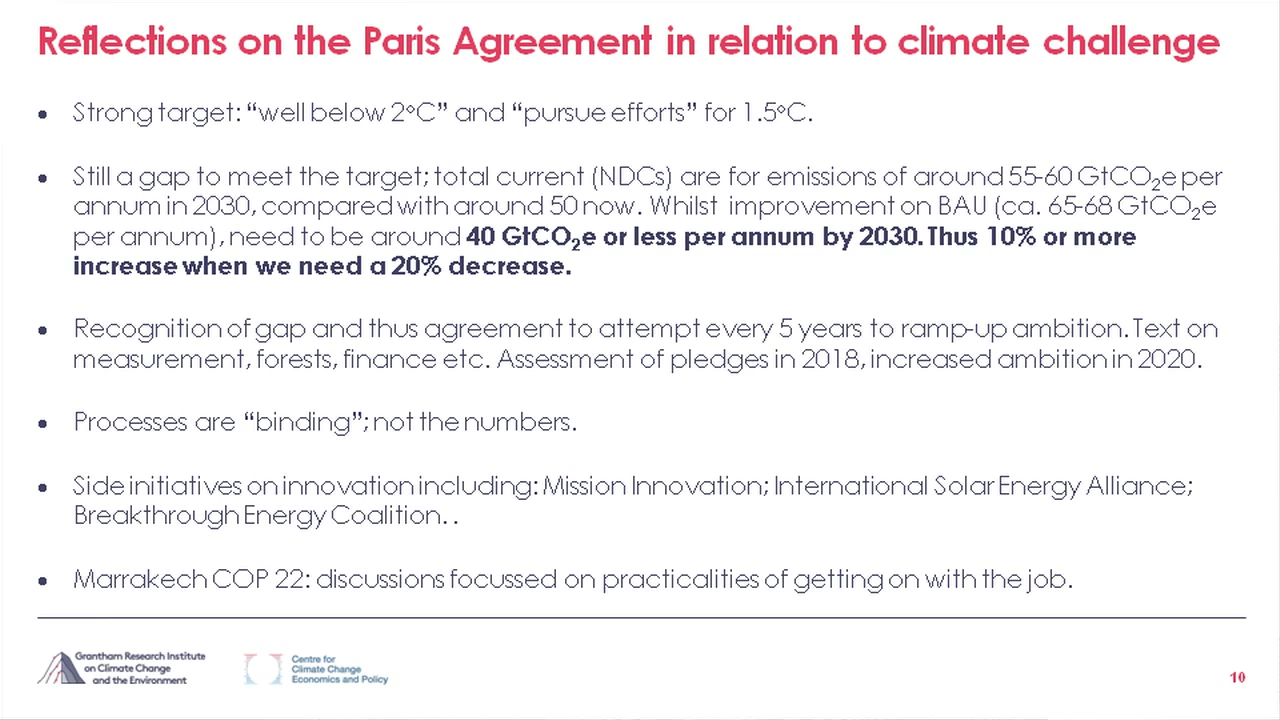 Reflections on the Paris Agreement in relation to climate challenge
• Strong target: “well below 2°C” and “pursue efforts” for 1.5°C.
• Still a gap to meet the target; total current (NDCs) are for emissions of around 55-60 GtCO₂e per
annum in 2030, compared with around 50 now. Whilst improvement on BAU (ca. 65-68 GtCO₂e
per annum), need to be around 40 GtCO₂e or less per annum by 2030. Thus 10% or more
increase when we need a 20% decrease.
• Recognition of gap and thus agreement to attempt every 5 years to ramp-up ambition. Text on
measurement, forests, finance etc. Assessment of pledges in 2018, increased ambition in 2020.
• Processes are “binding”; not the numbers.
• Side initiatives on innovation including: Mission Innovation; International Solar Energy Alliance;
Breakthrough Energy Coalition. .
• Marrakech COP 22: discussions focussed on practicalities of getting on with the job.
Grantham Research Institute
on Climate Change
and the Environment
Centre for
Climate Change
Economics and Policy
10